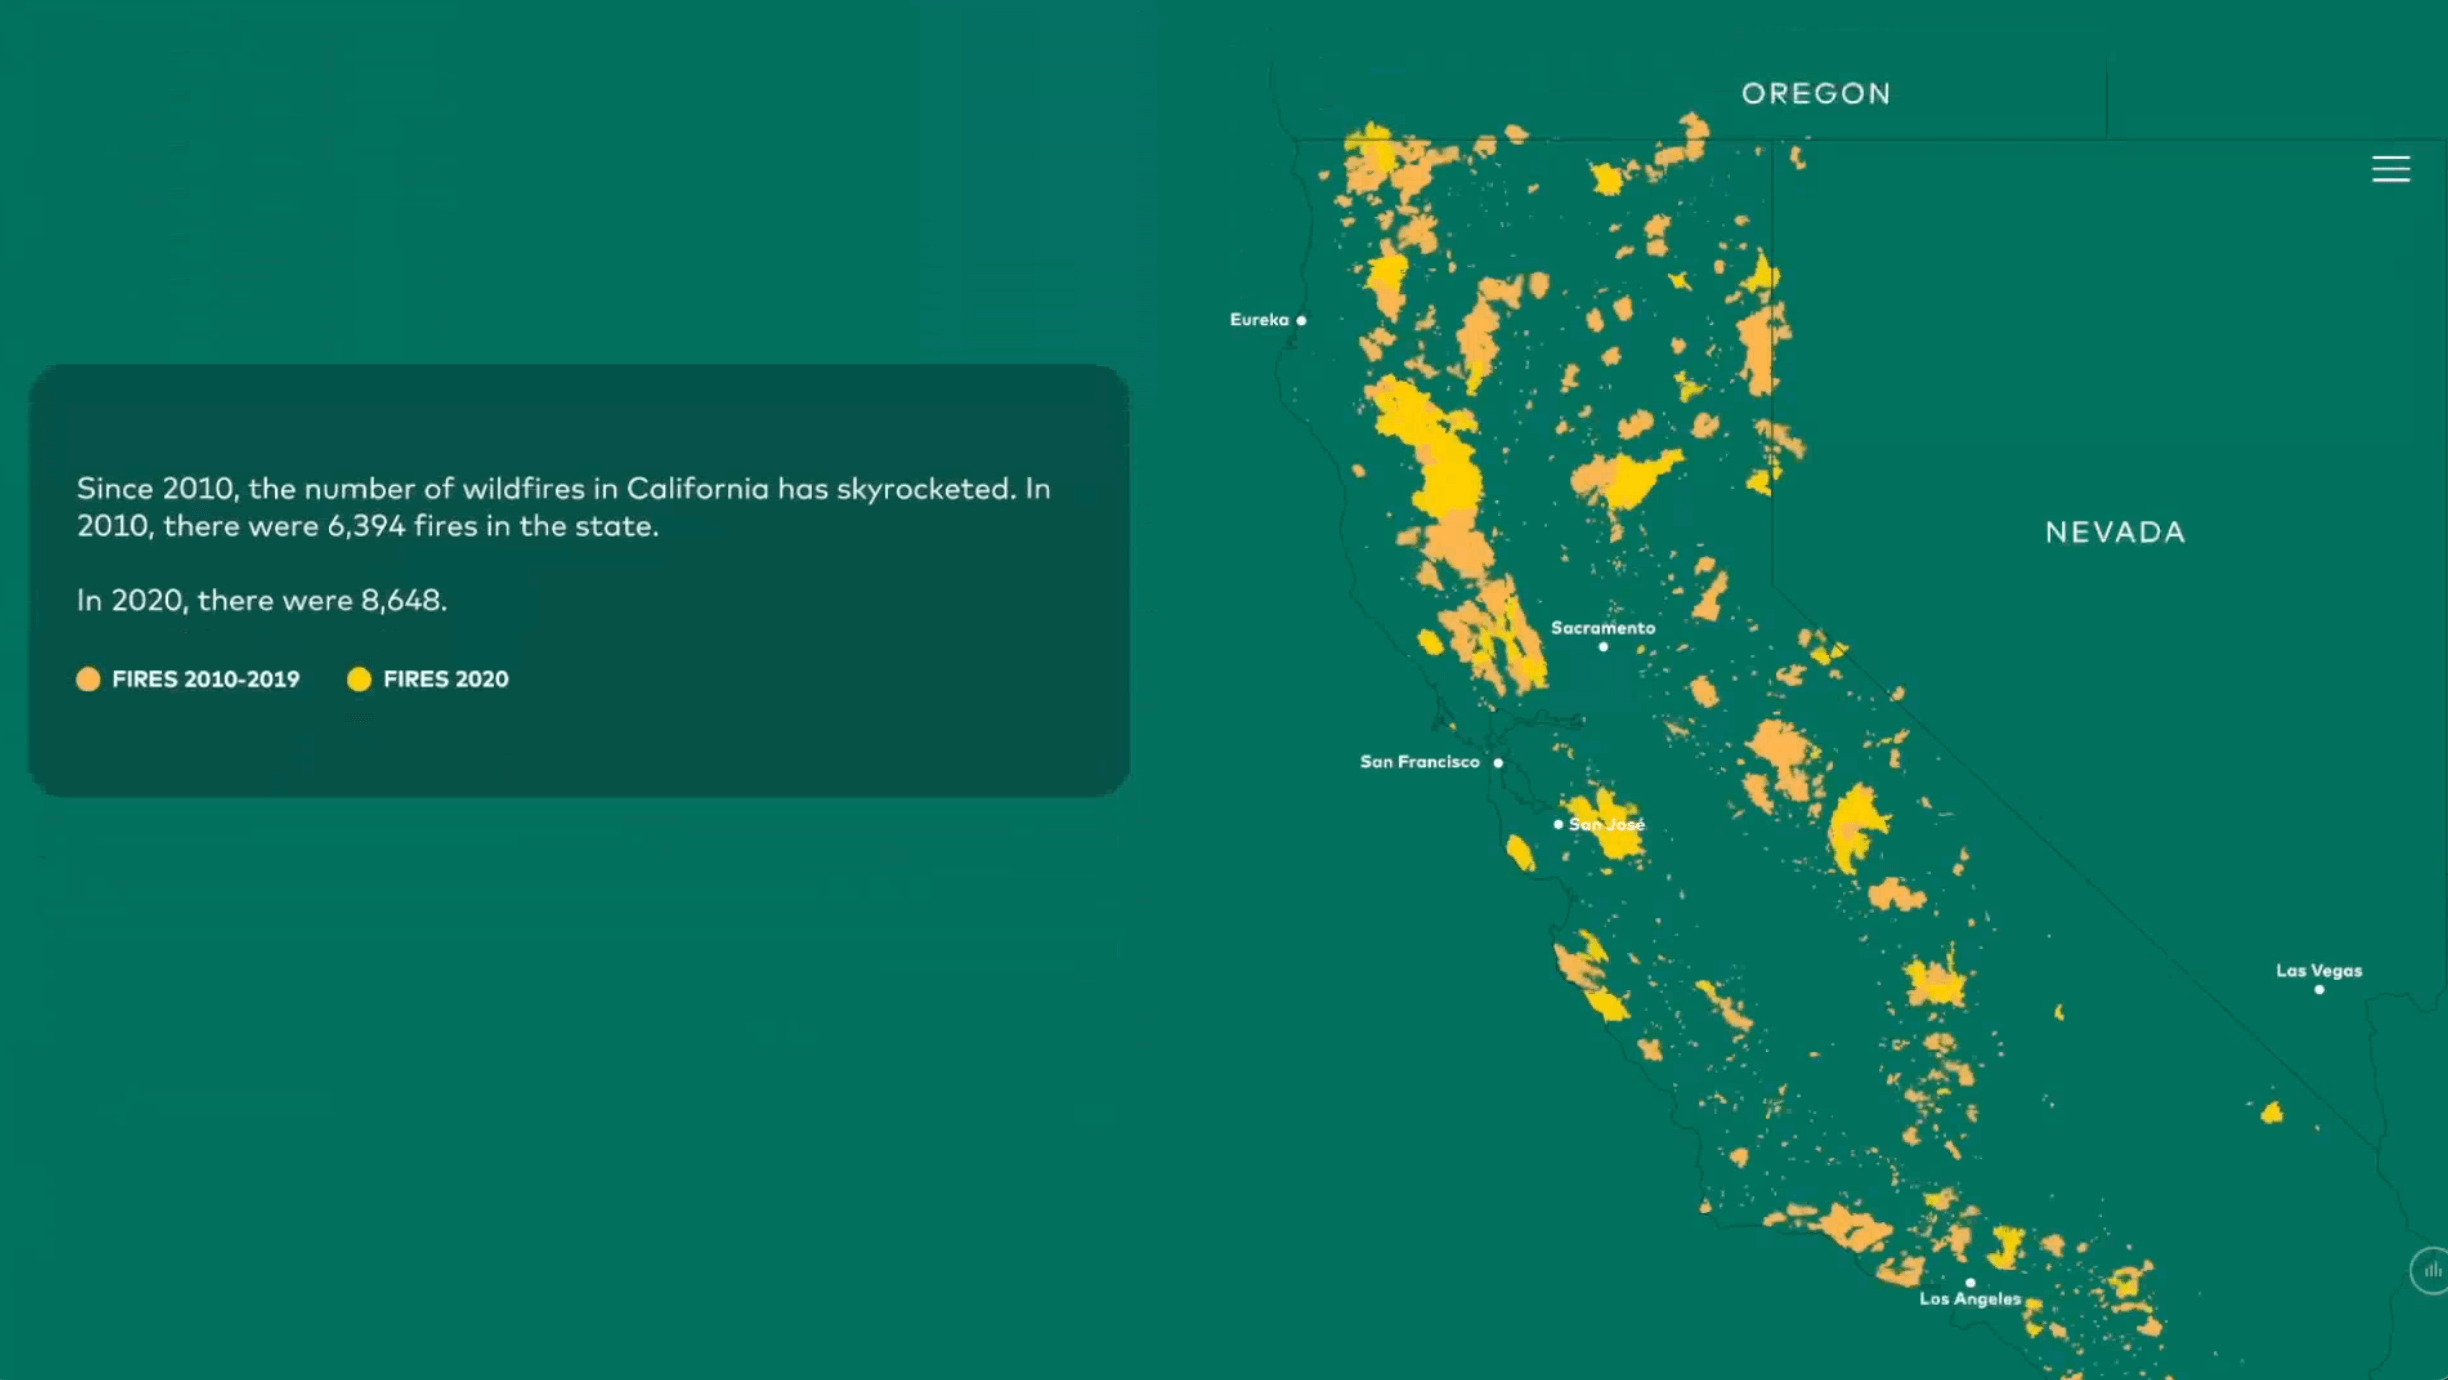 Since 2010, the number of wildfires in California has skyrocketed. In
2010, there were 6,394 fires in the state.
In 2020, there were 8,648.
FIRES 2010-2019
FIRES 2020
OREGON
Eureka
NEVADA
Sacramento
San Francisco
San José
Las Vegas
Los Angeles